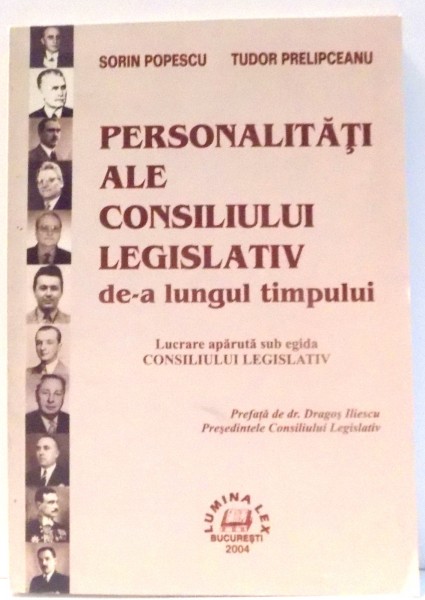 SORIN POPESCU TUDOR PRELIPCEANU
PERSONALITĂŢI
ALE
CONSILIULUI
LEGISLATIV
de-a lungul timpului
Lucrare apărută sub egida
CONSILIULUI LEGISLATIV
Prefaţă de dr. Dragoş Iliescu
Preşedintele Consiliului Legislativ
LUMINA LEX
BUCUREŞTI
2004